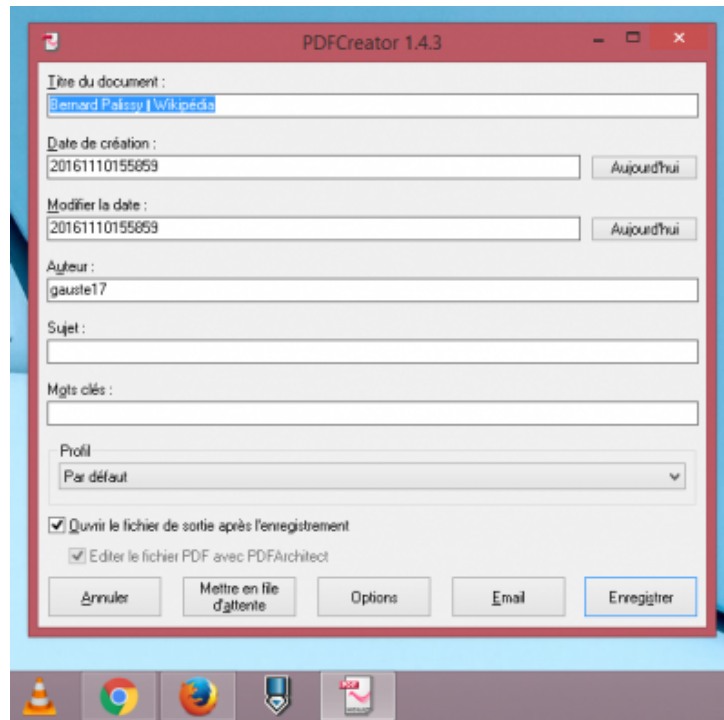 PDFCreator 1.4.3
Titre du document :
Bernard Palissy | Wikipédia
Date de création :
20161110155859
Aujourd'hui
Modifier la date :
20161110155859
Aujourd'hui
Auteur :
gauste17
Sujet :
Mots clés :
Profil
Par défaut
Ouvrir le fichier de sortie après l'enregistrement
Editer le fichier PDF avec PDFArchitect
Annuler
Mettre en file
d'attente
Options
Email
Enregistrer
PDF